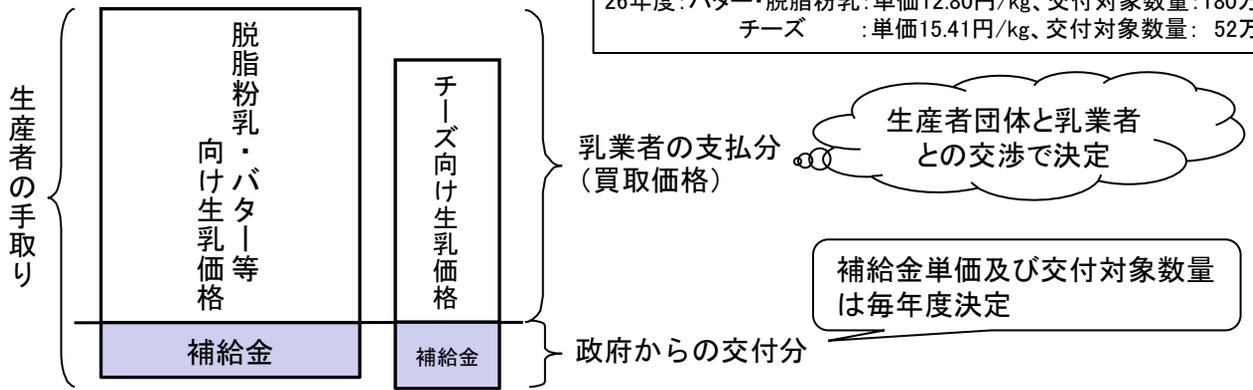 26年度：バター・脱脂粉乳：単価12.80円/kg、交付対象数量：180万
チーズ　　：単価15.41円/kg、交付対象数量： 52万
生産者の手取り
脱脂粉乳・バター等
向け生乳価格
チーズ向け生乳価格
乳業者の支払分
（買取価格）
生産者団体と乳業者
との交渉で決定
補給金単価及び交付対象数量
は毎年度決定
補給金
補給金
政府からの交付分